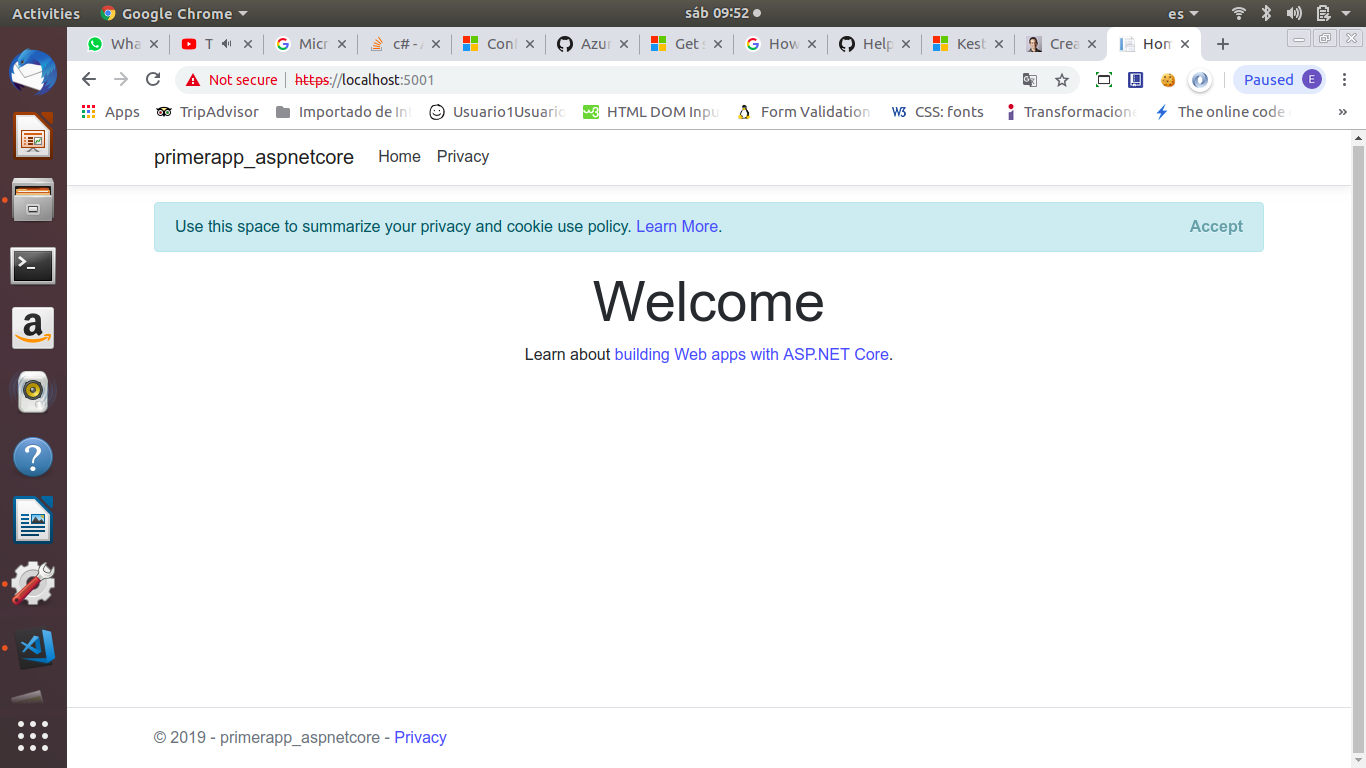 Activities Google Chrome sáb 09:52 es
Wha T Micr c# - Conf Azur Get s How Help Kest Crea Hom
Not secure https://localhost:5001 Paused E
Apps TripAdvisor Importado de In Usuario1Usuario HTML DOM Inpu Form Validation W3 CSS: fonts Transformacione The online code »
primerapp_aspnetcore Home Privacy
Use this space to summarize your privacy and cookie use policy. Learn More. Accept
Welcome
Learn about building Web apps with ASP.NET Core.
© 2019 - primerapp_aspnetcore - Privacy